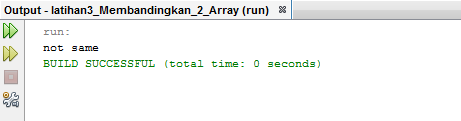 Output - latihan3_Membandingkan_2_Array (run)
run:
not same
BUILD SUCCESSFUL (total time: 0 seconds)